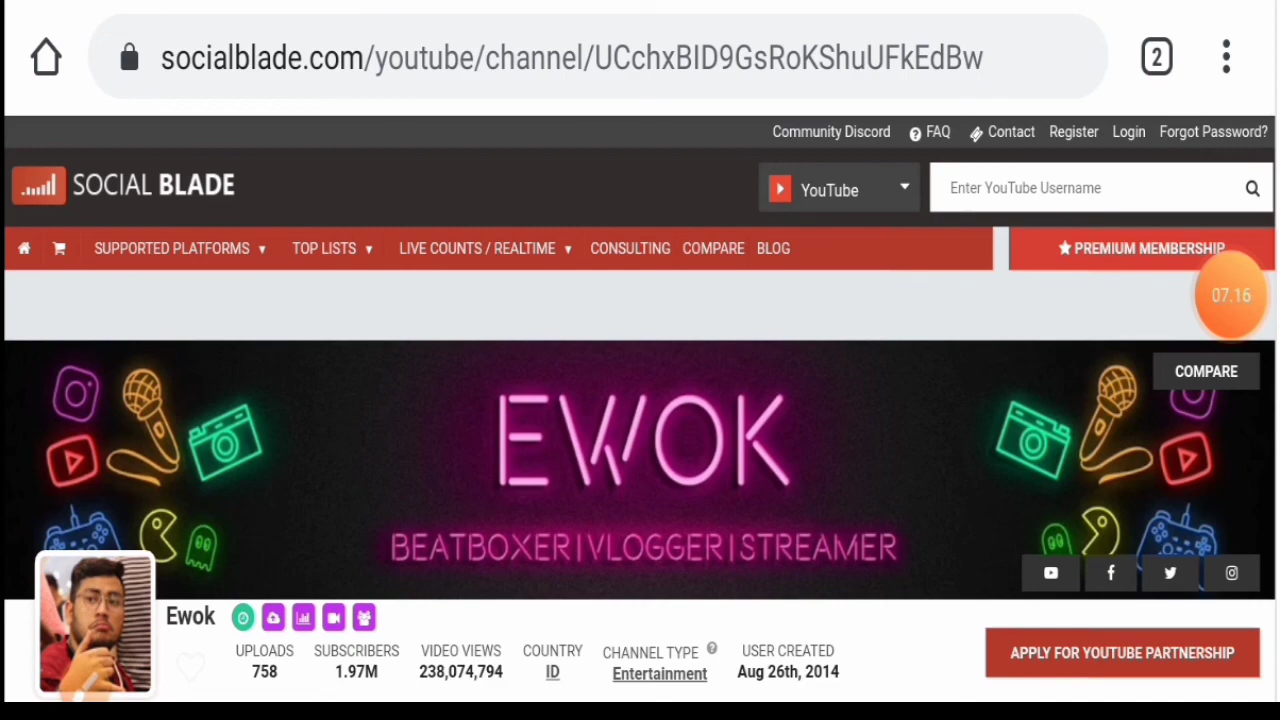 socialblade.com/youtube/channel/UCchxBID9GsRoKShuUFkEdBw
2
Community Discord FAQ Contact Register Login Forgot Password?
SOCIAL BLADE
YouTube
Enter YouTube Username
SUPPORTED PLATFORMS TOP LISTS LIVE COUNTS / REALTIME CONSULTING COMPARE BLOG
PREMIUM MEMBERSHIP
07.16
COMPARE
EWOK
BEATBOXER|VLOGGER|STREAMER
Ewok
UPLOADS SUBSCRIBERS VIDEO VIEWS COUNTRY CHANNEL TYPE USER CREATED
758 1.97M 238,074,794 ID Entertainment Aug 26th, 2014
APPLY FOR YOUTUBE PARTNERSHIP